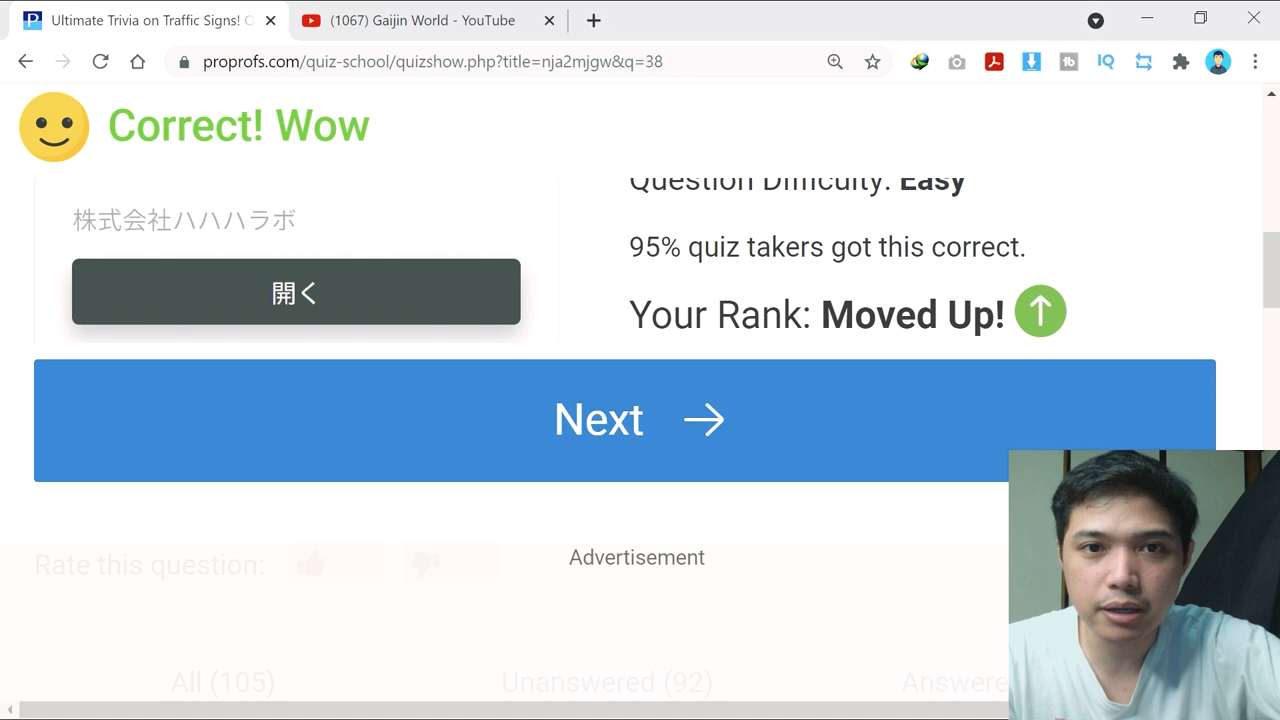 Ultimate Trivia on Traffic Signs! Q
(1067) Gaijin World - YouTube
proprofs.com/quiz-school/quizshow.php?title=nja2mjgw&q=38
Correct! Wow
株式会社ハハハラボ
開く
Question Difficulty: Easy
95% quiz takers got this correct.
Your Rank: Moved Up!
Next →
Rate this question:
Advertisement
All (105)
Unanswered (92)
Answere